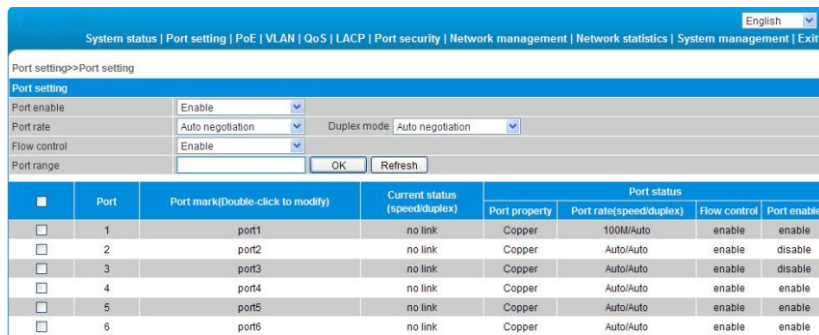 English
System status | Port setting | PoE | VLAN | QoS | LACP | Port security | Network management | Network statistics | System management | Exit
Port setting>>Port setting
Port setting
Port enable Enable
Port rate Auto negotiation Duplex mode Auto negotiation
Flow control Enable
Port range OK Refresh
Port Port mark(Double-click to modify) Current status (speed/duplex) Port status
Port property Port rate(speed/duplex) Flow control Port enable
1 port1 no link Copper 100M/Auto enable enable
2 port2 no link Copper Auto/Auto enable disable
3 port3 no link Copper Auto/Auto enable disable
4 port4 no link Copper Auto/Auto enable enable
5 port5 no link Copper Auto/Auto enable enable
6 port6 no link Copper Auto/Auto enable enable